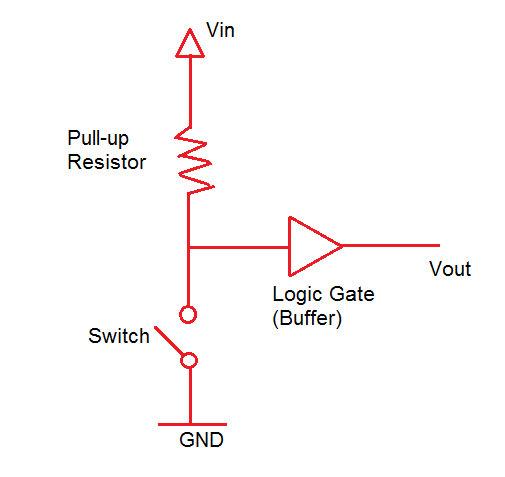 Vin
Pull-up
Resistor
Vout
Logic Gate
(Buffer)
Switch
GND